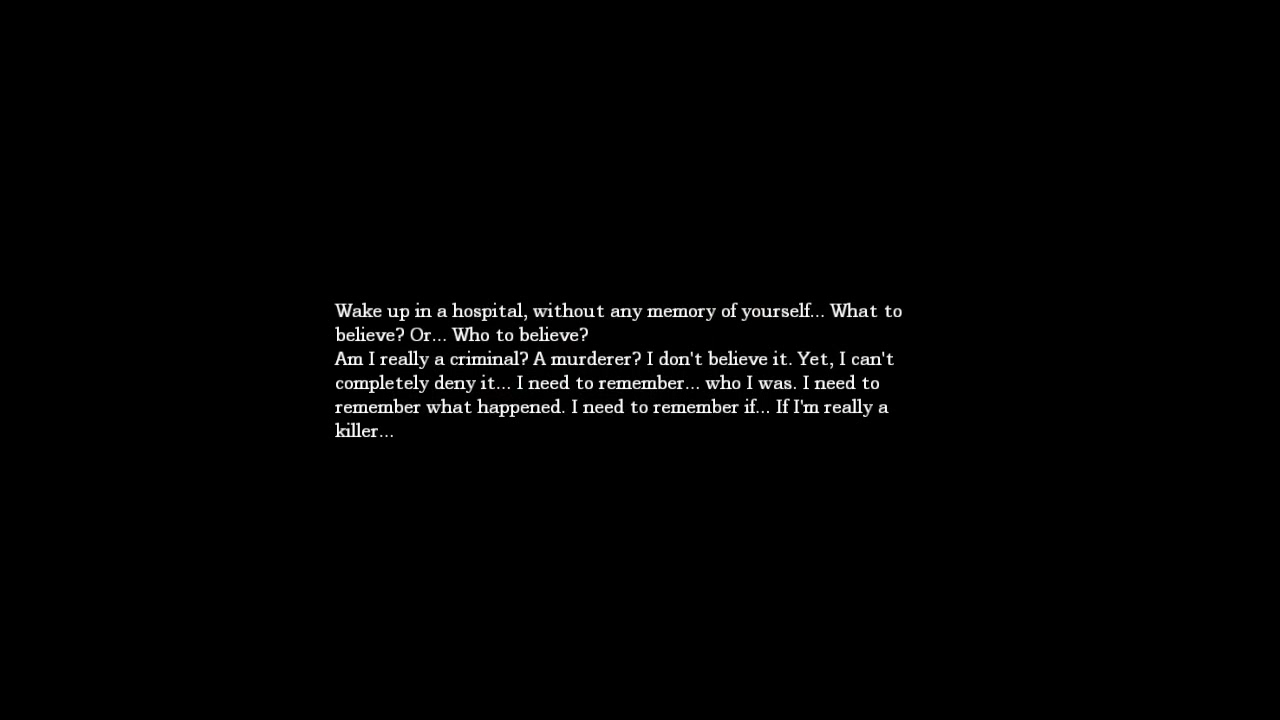 Wake up in a hospital, without any memory of yourself... What to
believe? Or... Who to believe?
Am I really a criminal? A murderer? I don't believe it. Yet, I can't
completely deny it... I need to remember... who I was. I need to
remember what happened. I need to remember if... If I'm really a
killer...